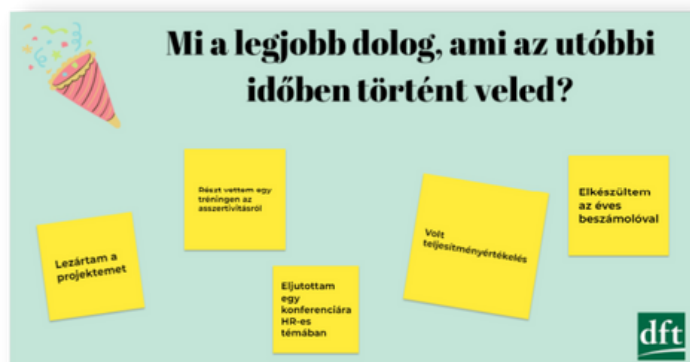 Mi a legjobb dolog, ami az utóbbi
időben történt veled?
Részt vettem egy
tréningen az
asszertivitásról
Elkészültem
az éves
beszámolóval
Lezártam a
projektemet
Volt
teljesítményértékelés
Eljutottam
egy
konferenciára
HR-es
témában
dft